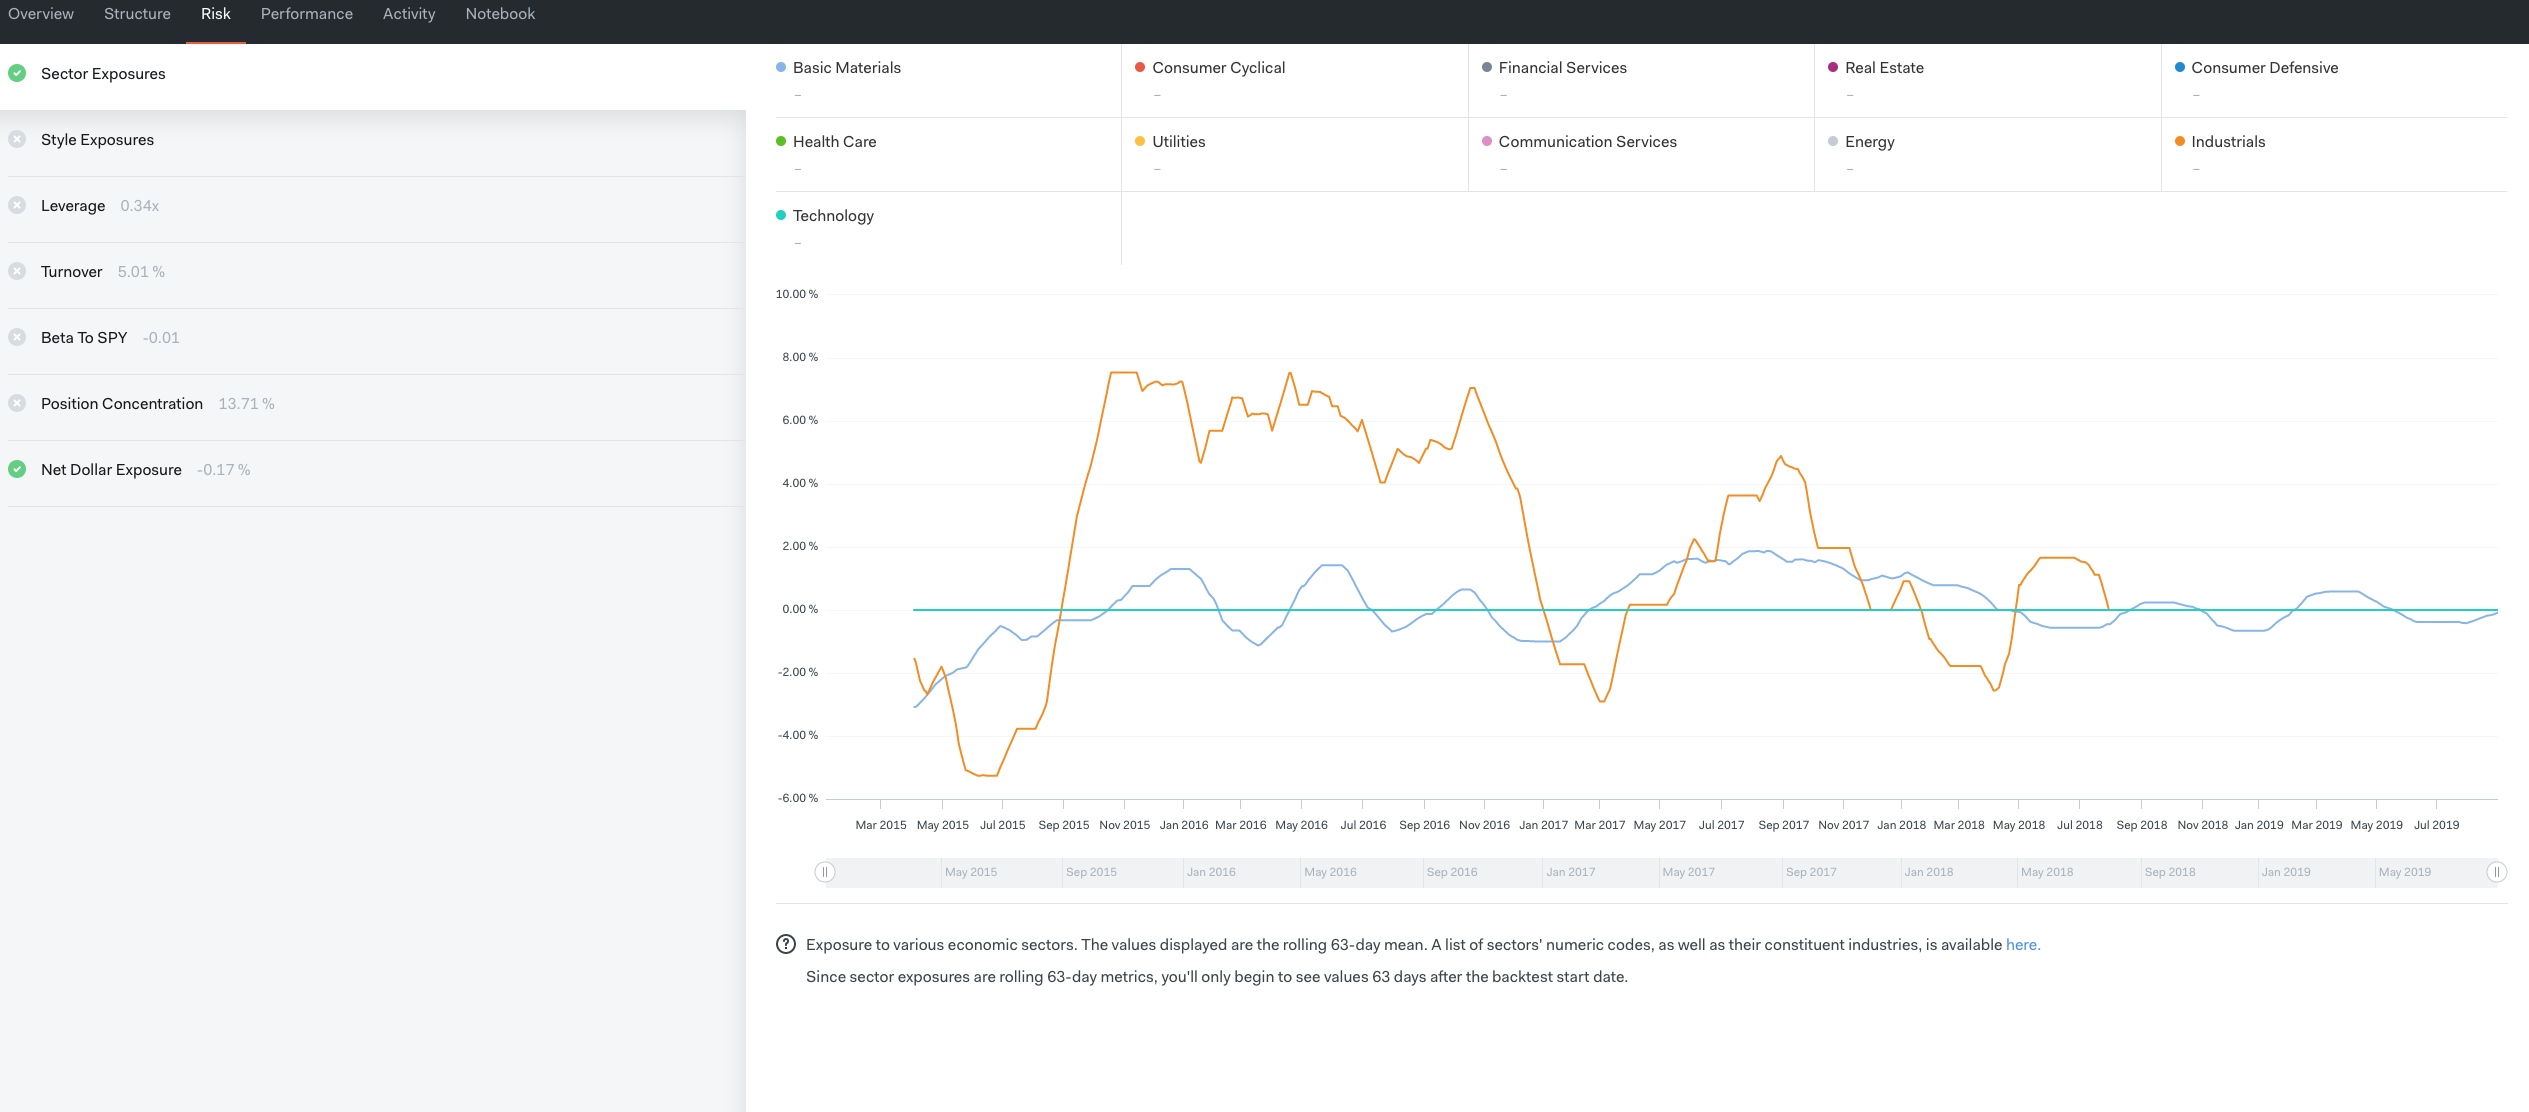 Overview Structure Risk Performance Activity Notebook
Sector Exposures
Style Exposures
Leverage 0.34x
Turnover 5.01 %
Beta To SPY -0.01
Position Concentration 13.71 %
Net Dollar Exposure -0.17 %
Basic Materials Consumer Cyclical Financial Services Real Estate Consumer Defensive
– – – – –
Health Care Utilities Communication Services Energy Industrials
– – – – –
Technology
–
10.00 %
8.00 %
6.00 %
4.00 %
2.00 %
0.00 %
-2.00 %
-4.00 %
-6.00 %
Mar 2015 May 2015 Jul 2015 Sep 2015 Nov 2015 Jan 2016 Mar 2016 May 2016 Jul 2016 Sep 2016 Nov 2016 Jan 2017 Mar 2017 May 2017 Jul 2017 Sep 2017 Nov 2017 Jan 2018 Mar 2018 May 2018 Jul 2018 Sep 2018 Nov 2018 Jan 2019 Mar 2019 May 2019 Jul 2019
May 2015 Sep 2015 Jan 2016 May 2016 Sep 2016 Jan 2017 May 2017 Sep 2017 Jan 2018 May 2018 Sep 2018 Jan 2019 May 2019
? Exposure to various economic sectors. The values displayed are the rolling 63-day mean. A list of sectors' numeric codes, as well as their constituent industries, is available here.
Since sector exposures are rolling 63-day metrics, you'll only begin to see values 63 days after the backtest start date.